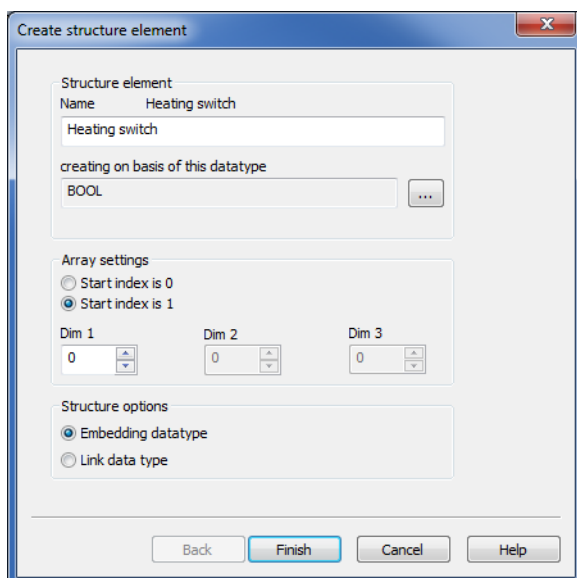 Create structure element
Structure element
Name Heating switch
Heating switch
creating on basis of this datatype
BOOL
...
Array settings
Start index is 0
Start index is 1
Dim 1 Dim 2 Dim 3
0 0 0
Structure options
Embedding datatype
Link data type
Back Finish Cancel Help